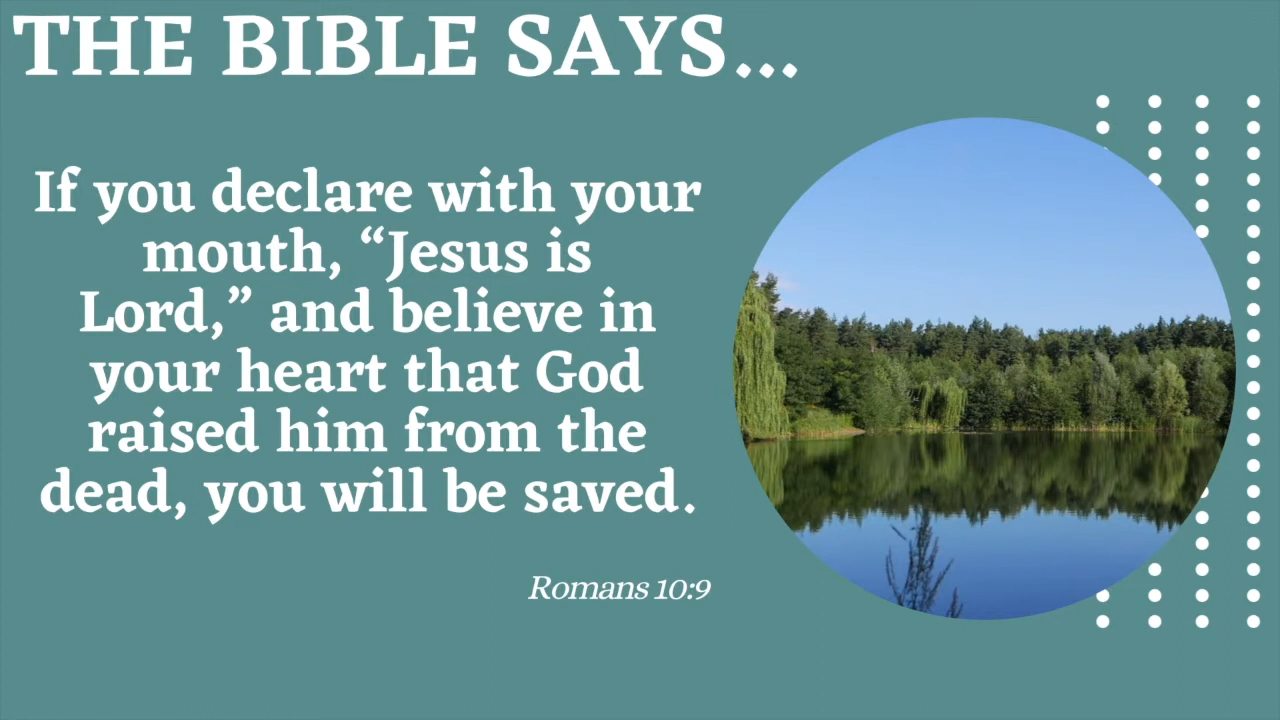 THE BIBLE SAYS...
If you declare with your
mouth, “Jesus is
Lord,” and believe in
your heart that God
raised him from the
dead, you will be saved.
Romans 10:9